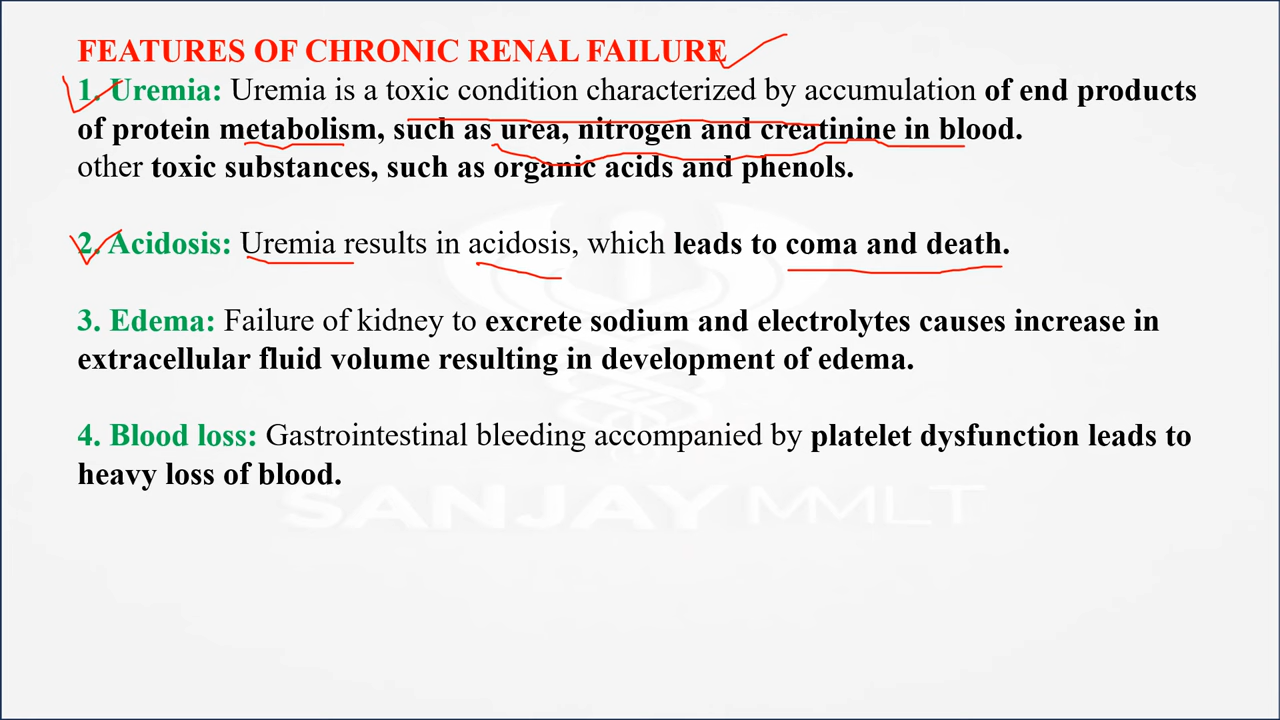 FEATURES OF CHRONIC RENAL FAILURE
1. Uremia: Uremia is a toxic condition characterized by accumulation of end products
of protein metabolism, such as urea, nitrogen and creatinine in blood.
other toxic substances, such as organic acids and phenols.
2. Acidosis: Uremia results in acidosis, which leads to coma and death.
3. Edema: Failure of kidney to excrete sodium and electrolytes causes increase in
extracellular fluid volume resulting in development of edema.
4. Blood loss: Gastrointestinal bleeding accompanied by platelet dysfunction leads to
heavy loss of blood.
SANJAY MMLT